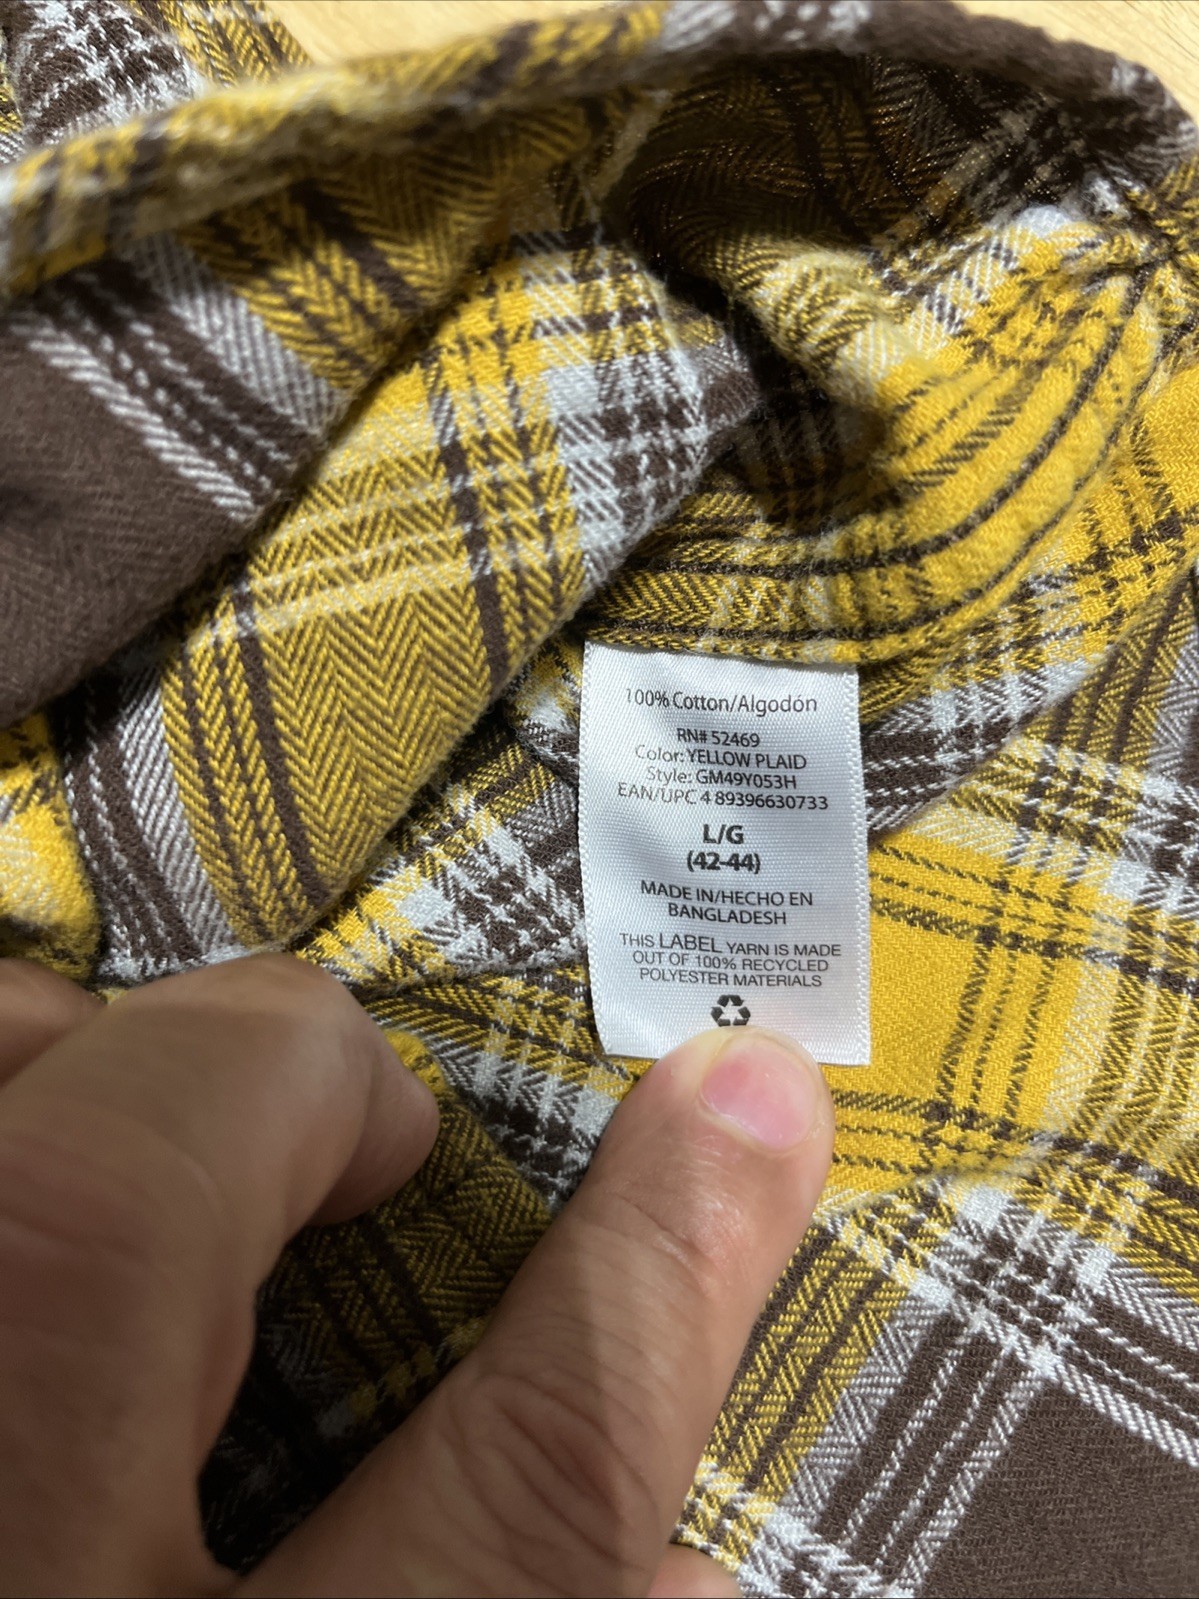 100% Cotton/Algodón
RN# 52469
Color: YELLOW PLAID
Style: GM49Y053H
EAN/UPC 4 89396630733
L/G
(42-44)
MADE IN/HECHO EN
BANGLADESH
THIS LABEL YARN IS MADE
OUT OF 100% RECYCLED
POLYESTER MATERIALS